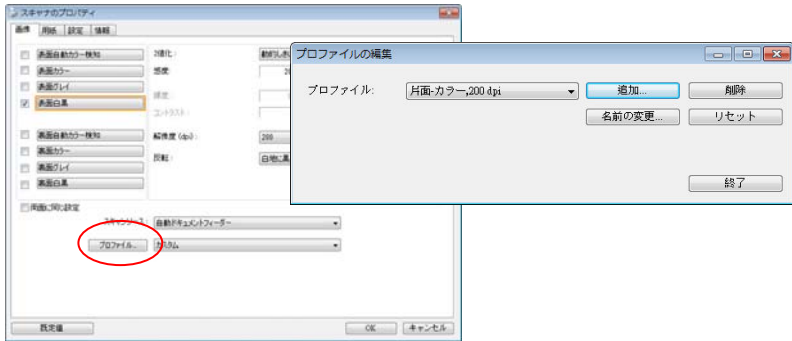 スキャナのプロパティ
画像 用紙 設定 情報
表面自動カラー検知
表面カラー
表面グレイ
表面白黒
裏面自動カラー検知
裏面カラー
裏面グレイ
裏面白黒
2値化:
感度:
輝度:
コントラスト:
解像度 (dpi):
200
反転:
両面に同じ設定
スキャンソース: 自動ドキュメントフィーダー
プロファイル... カスタム
既定値
OK キャンセル
プロファイルの編集
プロファイル: 片面-カラー,200 dpi
追加... 削除
名前の変更... リセット
終了